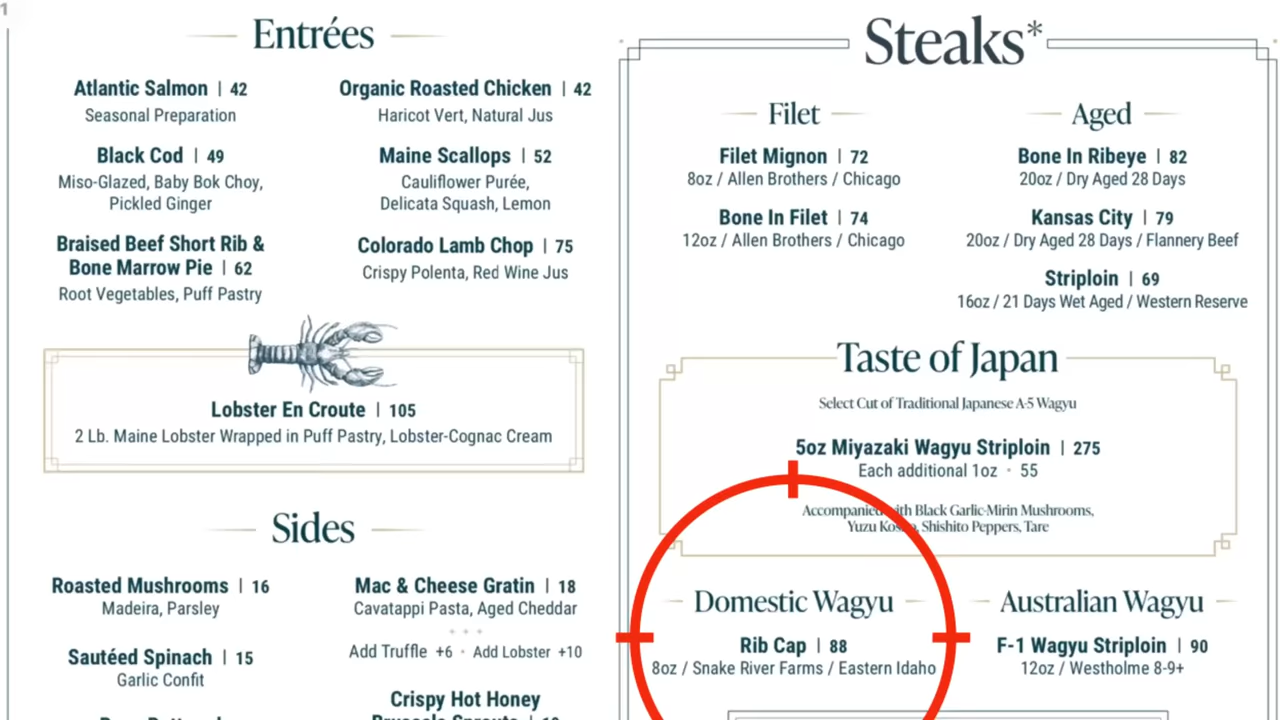 1
Entrées
Atlantic Salmon | 42
Seasonal Preparation
Black Cod | 49
Miso-Glazed, Baby Bok Choy,
Pickled Ginger
Braised Beef Short Rib &
Bone Marrow Pie | 62
Root Vegetables, Puff Pastry
Organic Roasted Chicken | 42
Haricot Vert, Natural Jus
Maine Scallops | 52
Cauliflower Purée,
Delicata Squash, Lemon
Colorado Lamb Chop | 75
Crispy Polenta, Red Wine Jus
Lobster En Croute | 105
2 Lb. Maine Lobster Wrapped in Puff Pastry, Lobster-Cognac Cream
Sides
Roasted Mushrooms | 16
Madeira, Parsley
Sautéed Spinach | 15
Garlic Confit
Mac & Cheese Gratin | 18
Cavatappi Pasta, Aged Cheddar
Add Truffle +6 • Add Lobster +10
Crispy Hot Honey
Steaks*
Filet
Filet Mignon | 72
8oz / Allen Brothers / Chicago
Bone In Filet | 74
12oz / Allen Brothers / Chicago
Aged
Bone In Ribeye | 82
20oz / Dry Aged 28 Days
Kansas City | 79
20oz / Dry Aged 28 Days / Flannery Beef
Striploin | 69
16oz / 21 Days Wet Aged / Western Reserve
Taste of Japan
Select Cut of Traditional Japanese A-5 Wagyu
5oz Miyazaki Wagyu Striploin | 275
Each additional 1oz • 55
Accompanied with Black Garlic-Mirin Mushrooms,
Yuzu Shishito Peppers, Tare
Domestic Wagyu
Rib Cap | 88
8oz / Snake River Farms / Eastern Idaho
Australian Wagyu
F-1 Wagyu Striploin | 90
12oz / Westholme 8-9+